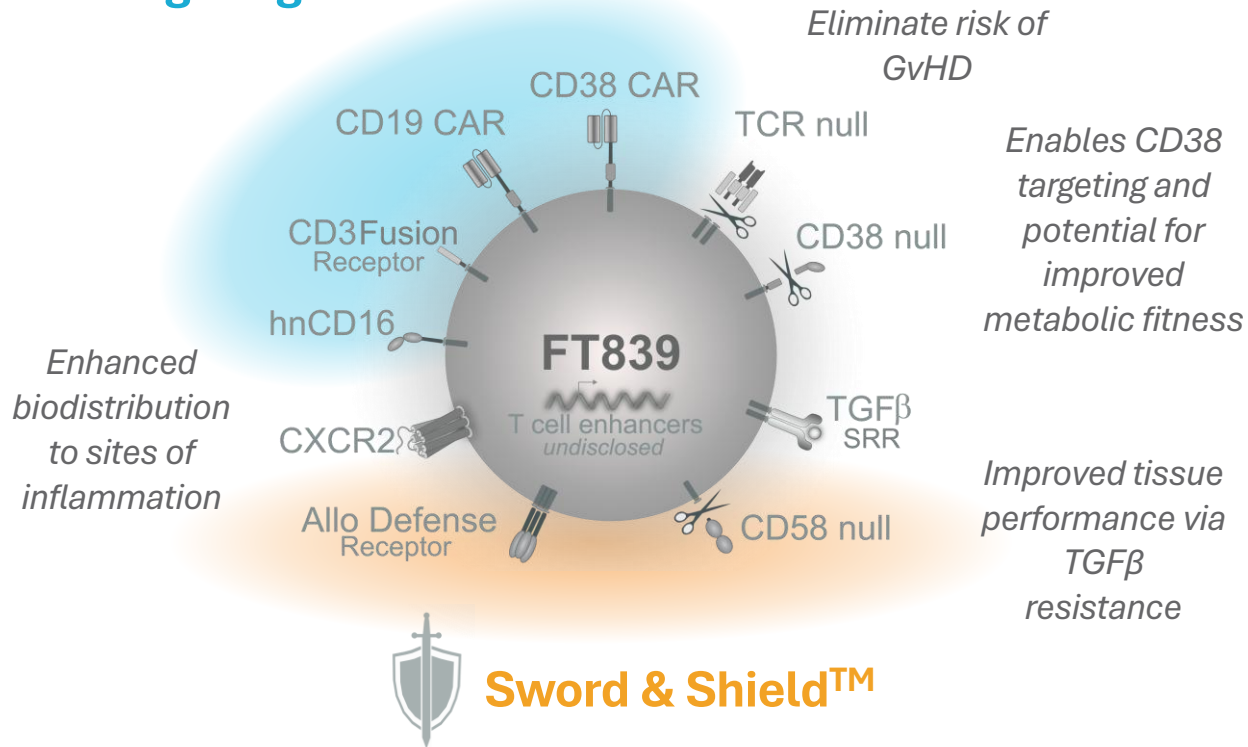 Eliminate risk of
GvHD
CD38 CAR
CD19 CAR
TCR null
Enables CD38
targeting and
potential for
improved
metabolic fitness
CD3Fusion
Receptor
CD38 null
hnCD16
FT839
T cell enhancers
undisclosed
Enhanced
biodistribution
to sites of
inflammation
CXCR2
TGFβ
SRR
Improved tissue
performance via
TGFβ
resistance
Allo Defense
Receptor
CD58 null
Sword & Shield™